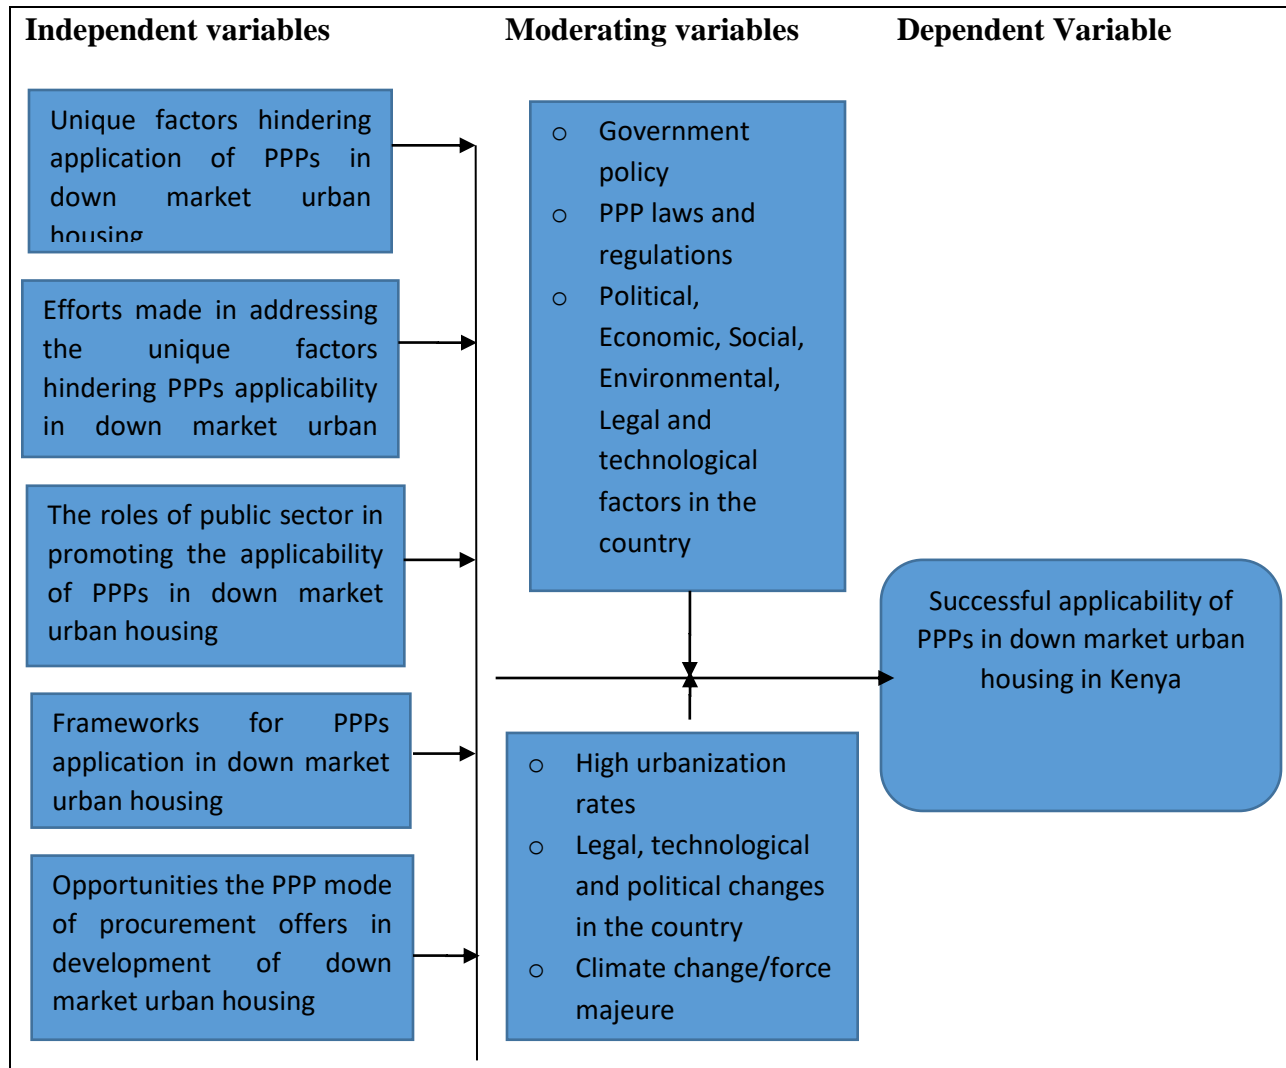 Independent variables
Moderating variables
Dependent Variable
Unique factors hindering
application of PPPs in
down market urban
housing
Efforts made in addressing
the unique factors
hindering PPPs applicability
in down market urban
The roles of public sector in
promoting the applicability
of PPPs in down market
urban housing
Frameworks for PPPs
application in down market
urban housing
Opportunities the PPP mode
of procurement offers in
development of down
market urban housing
o Government
policy
o PPP laws and
regulations
o Political,
Economic, Social,
Environmental,
Legal and
technological
factors in the
country
o High urbanization
rates
o Legal, technological
and political changes
in the country
o Climate change/force
majeure
Successful applicability of
PPPs in down market urban
housing in Kenya